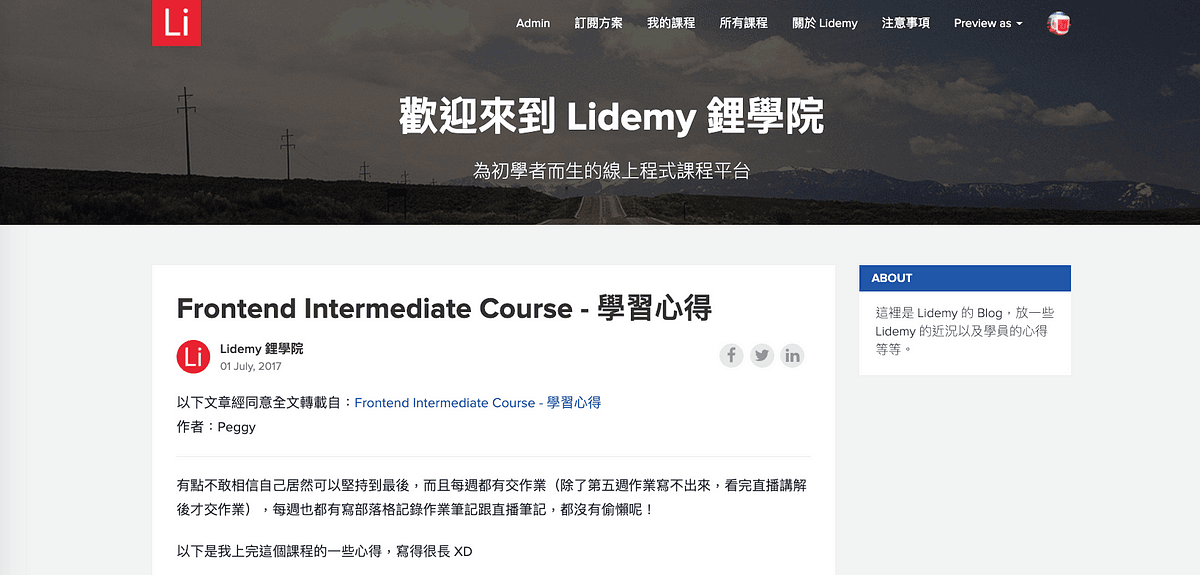 Li
Admin 訂閱方案 我的課程 所有課程 關於 Lidemy 注意事項 Preview as
歡迎來到 Lidemy 鋰學院
為初學者而生的線上程式課程平台
Frontend Intermediate Course - 學習心得
Li
Lidemy 鋰學院
01 July, 2017
以下文章經同意全文轉載自：Frontend Intermediate Course - 學習心得
作者：Peggy
有點不敢相信自己居然可以堅持到最後，而且每週都有交作業（除了第五週作業寫不出來，看完直播講解
後才交作業），每週也都有寫部落格記錄作業筆記跟直播筆記，都沒有偷懶呢！
以下是我上完這個課程的一些心得，寫得很長 XD
ABOUT
這裡是 Lidemy 的 Blog，放一些
Lidemy 的近況以及學員的心得
等等。